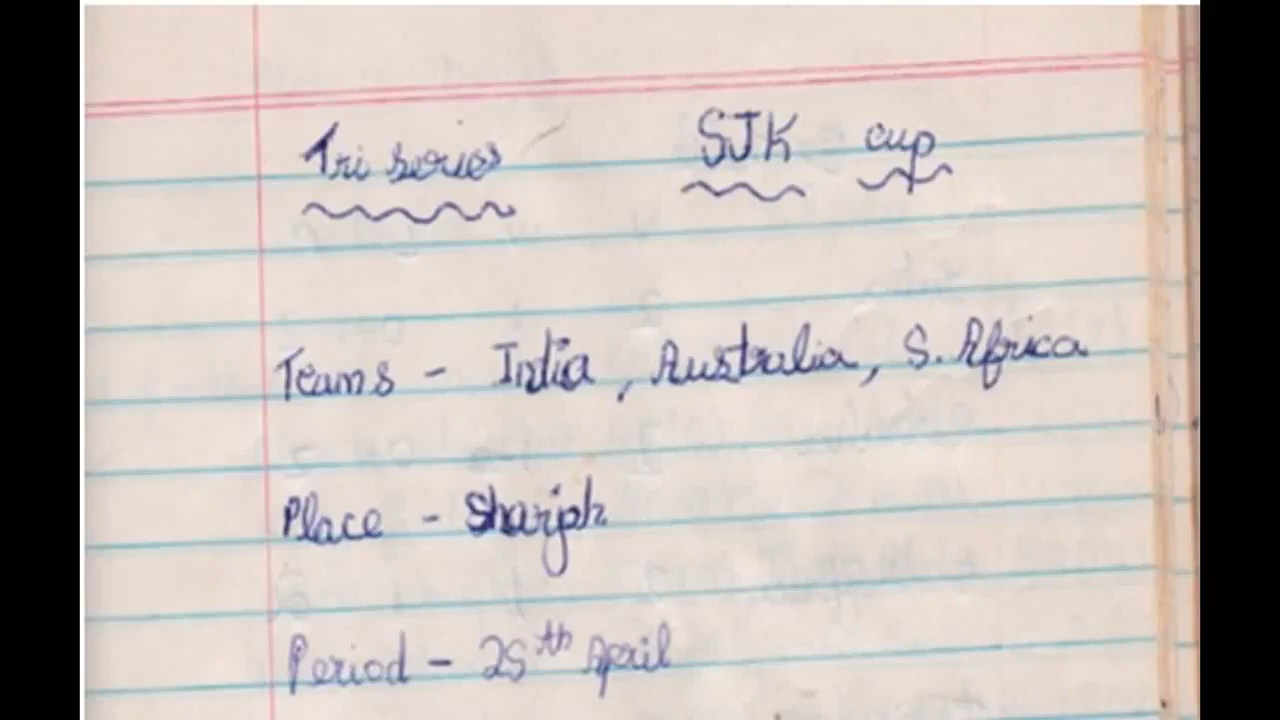 Tri series SJK cup
Teams - India, Australia, S. Africa
Place - Sharjah
Period - 25th April